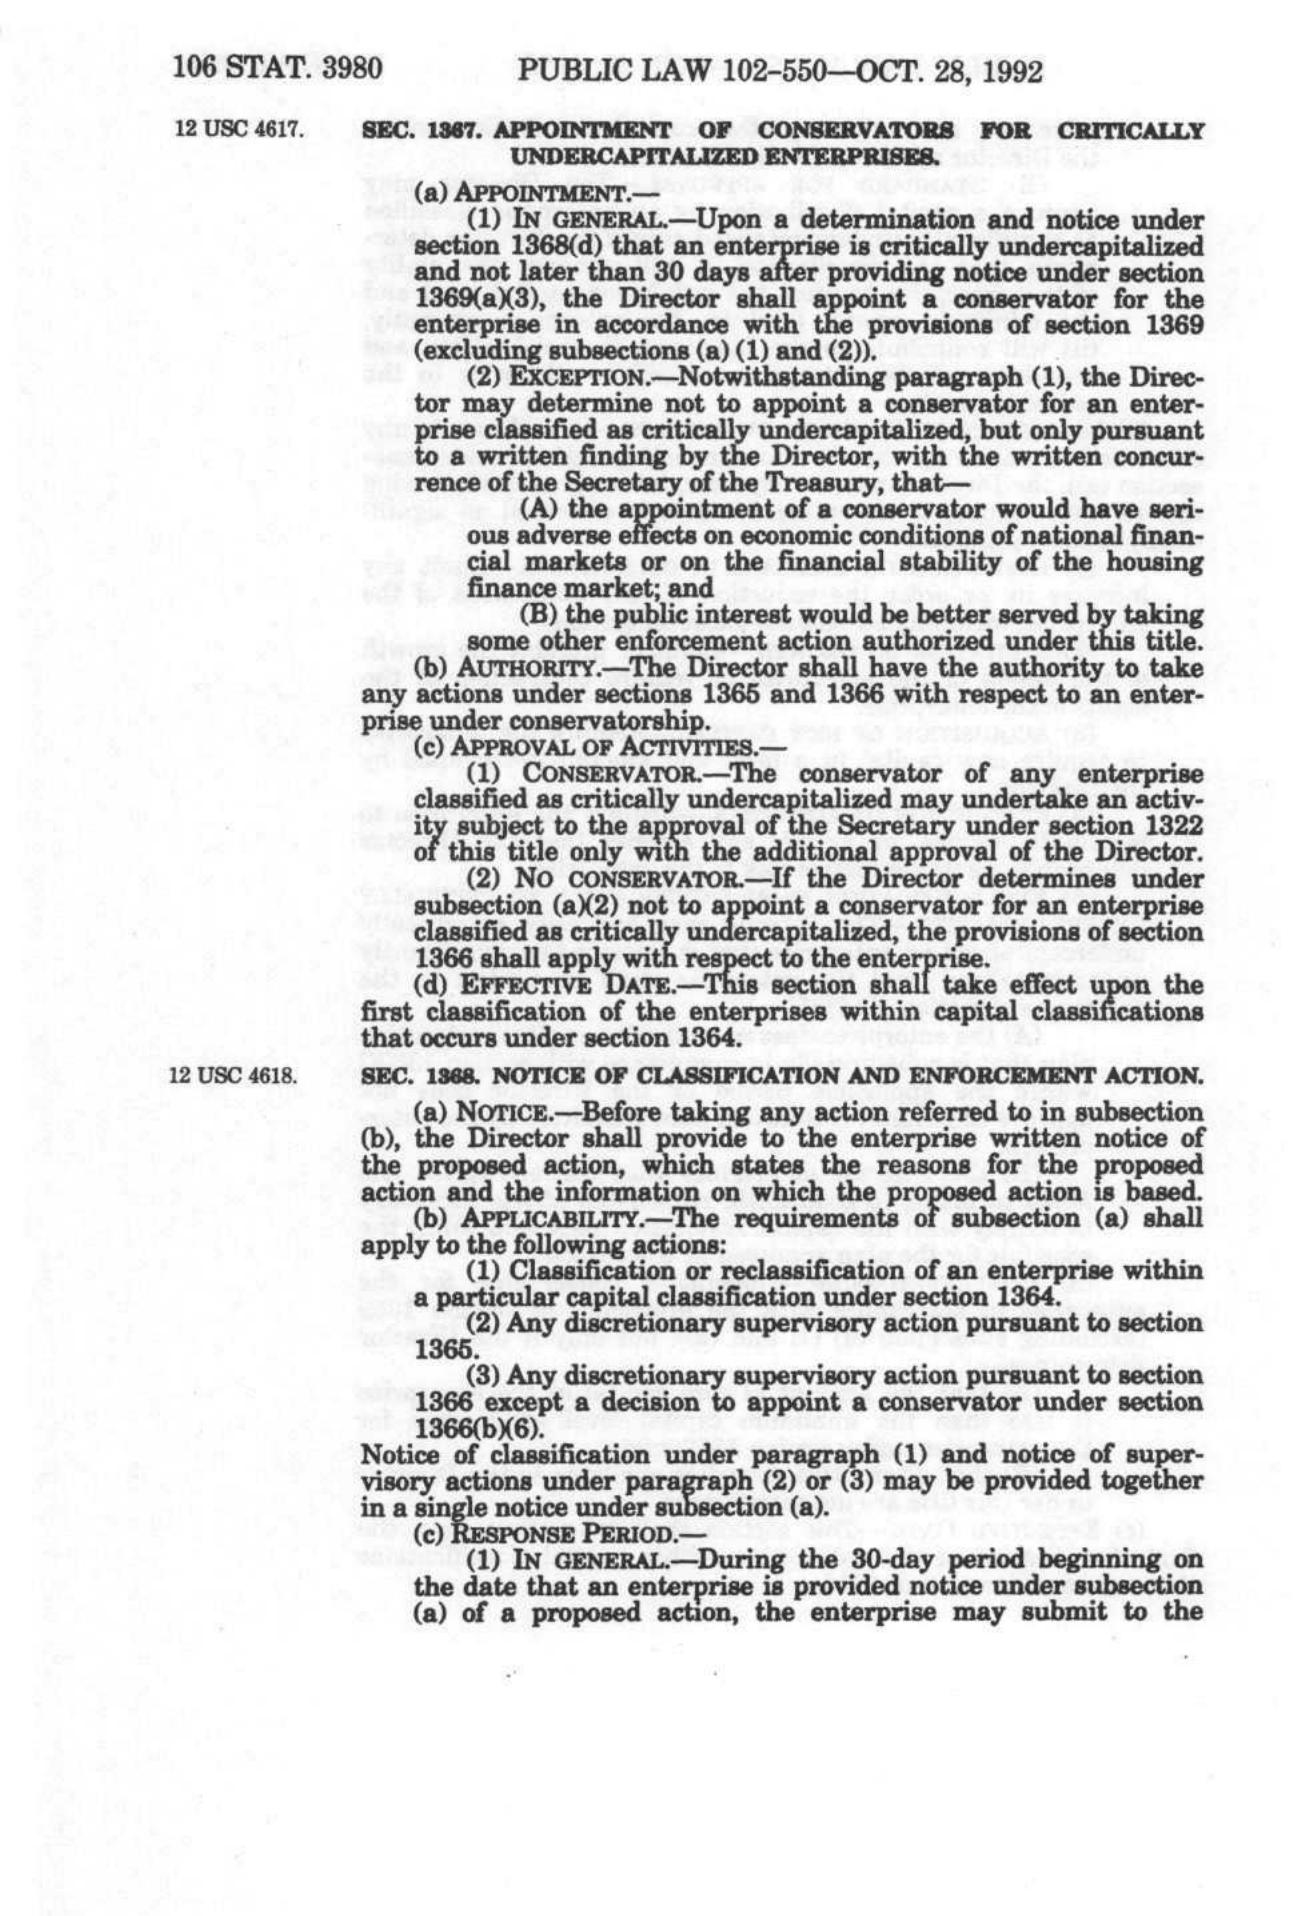 106 STAT. 3980 PUBLIC LAW 102-550—OCT. 28, 1992
12 USC 4617. SEC. 1367. APPOINTMENT OF CONSERVATORS FOR CRITICALLY
UNDERCAPITALIZED ENTERPRISES.
(a) APPOINTMENT.—
(1) IN GENERAL.—Upon a determination and notice under
section 1368(d) that an enterprise is critically undercapitalized
and not later than 30 days after providing notice under section
1369(a)(3), the Director shall appoint a conservator for the
enterprise in accordance with the provisions of section 1369
(excluding subsections (a) (1) and (2)).
(2) EXCEPTION.—Notwithstanding paragraph (1), the Direc-
tor may determine not to appoint a conservator for an enter-
prise classified as critically undercapitalized, but only pursuant
to a written finding by the Director, with the written concur-
rence of the Secretary of the Treasury, that—
(A) the appointment of a conservator would have seri-
ous adverse effects on economic conditions of national finan-
cial markets or on the financial stability of the housing
finance market; and
(B) the public interest would be better served by taking
some other enforcement action authorized under this title.
(b) AUTHORITY.—The Director shall have the authority to take
any actions under sections 1365 and 1366 with respect to an enter-
prise under conservatorship.
(c) APPROVAL OF ACTIVITIES.—
(1) CONSERVATOR.—The conservator of any enterprise
classified as critically undercapitalized may undertake an activ-
ity subject to the approval of the Secretary under section 1322
of this title only with the additional approval of the Director.
(2) NO CONSERVATOR.—If the Director determines under
subsection (a)(2) not to appoint a conservator for an enterprise
classified as critically undercapitalized, the provisions of section
1366 shall apply with respect to the enterprise.
(d) EFFECTIVE DATE.—This section shall take effect upon the
first classification of the enterprises within capital classifications
that occurs under section 1364.
12 USC 4618. SEC. 1368. NOTICE OF CLASSIFICATION AND ENFORCEMENT ACTION.
(a) NOTICE.—Before taking any action referred to in subsection
(b), the Director shall provide to the enterprise written notice of
the proposed action, which states the reasons for the proposed
action and the information on which the proposed action is based.
(b) APPLICABILITY.—The requirements of subsection (a) shall
apply to the following actions:
(1) Classification or reclassification of an enterprise within
a particular capital classification under section 1364.
(2) Any discretionary supervisory action pursuant to section
1365.
(3) Any discretionary supervisory action pursuant to section
1366 except a decision to appoint a conservator under section
1366(b)(6).
Notice of classification under paragraph (1) and notice of super-
visory actions under paragraph (2) or (3) may be provided together
in a single notice under subsection (a).
(c) RESPONSE PERIOD.—
(1) IN GENERAL.—During the 30-day period beginning on
the date that an enterprise is provided notice under subsection
(a) of a proposed action, the enterprise may submit to the